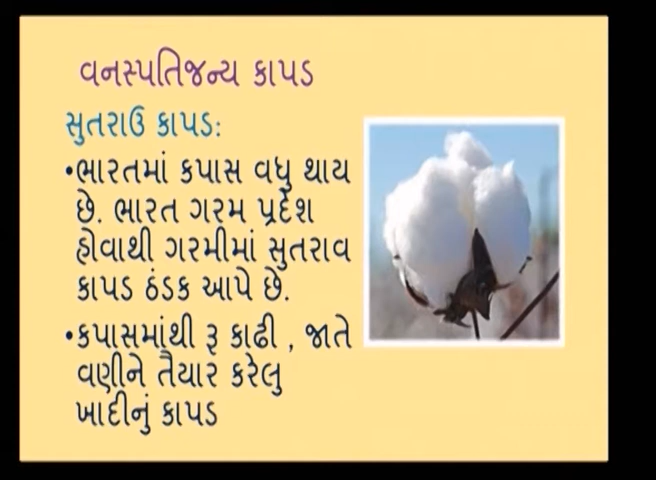 વનસ્પતિજન્ય કાપડ
સુતરાઉ કાપડ:
•ભારતમાં કપાસ વધુ થાય
છે. ભારત ગરમ પ્રદેશ
હોવાથી ગરમીમાં સુતરાવ
કાપડ ઠંડક આપે છે.
•કપાસમાંથી રૂ કાઢી , જાતે
વણીને તૈયાર કરેલુ
ખાદીનું કાપડ